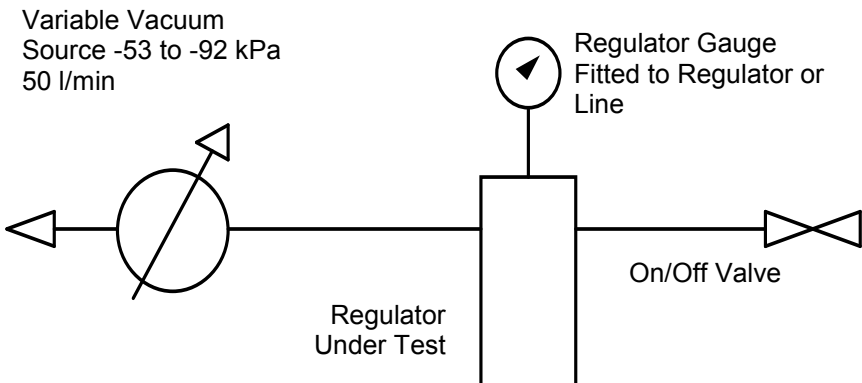 Variable Vacuum
Source -53 to -92 kPa
50 l/min
Regulator Gauge
Fitted to Regulator or
Line
On/Off Valve
Regulator
Under Test